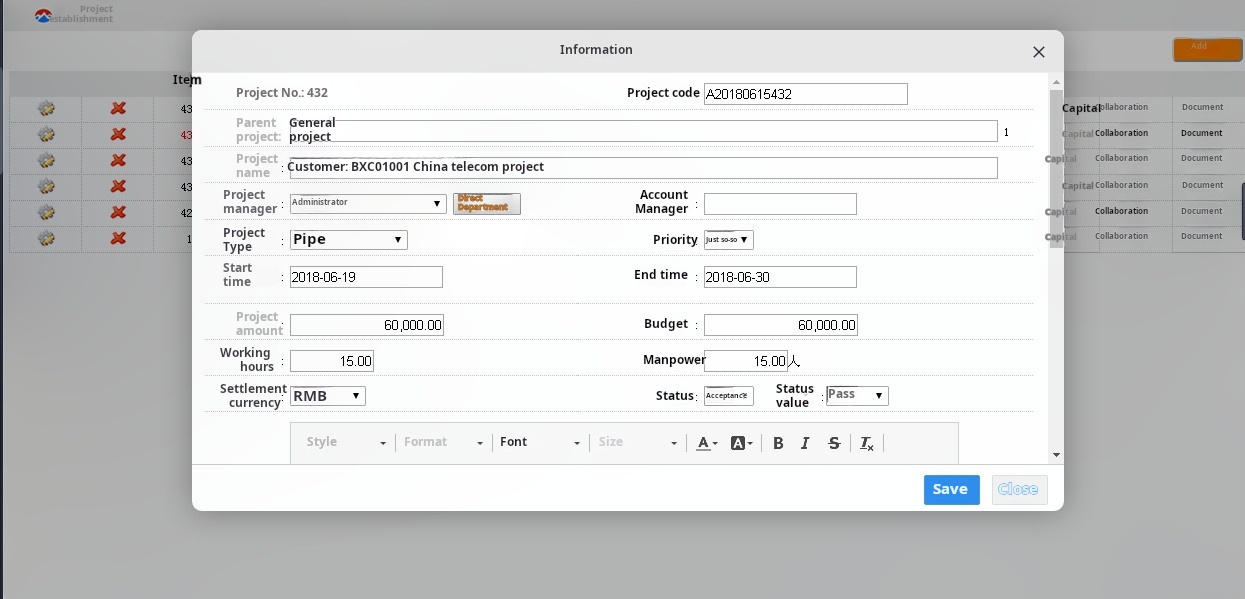 Project
establishment
Add
Information
Item
Project No.: 432
Project code
A20180615432
Parent
project:
General
project
1
Project
name :
Customer: BXC01001 China telecom project
Project
manager :
Administrator
Direct
Department
Account
Manager :
Project
Type :
Pipe
Priority
Just so-so
Start
time :
2018-06-19
End time :
2018-06-30
Project
amount :
60,000.00
Budget :
60,000.00
Working
hours :
15.00
Manpower
15.00 人
Settlement
currency:
RMB
Status:
Acceptance
Status
value :
Pass
Style
Format
Font
Size
A
A
B
I
S
Tx
Save
Close
43
Capital
Collaboration
Document
43
Capital
Collaboration
Document
43
Capital
Collaboration
Document
43
Capital
Collaboration
Document
42
Capital
Collaboration
Document
1
Capital
Collaboration
Document